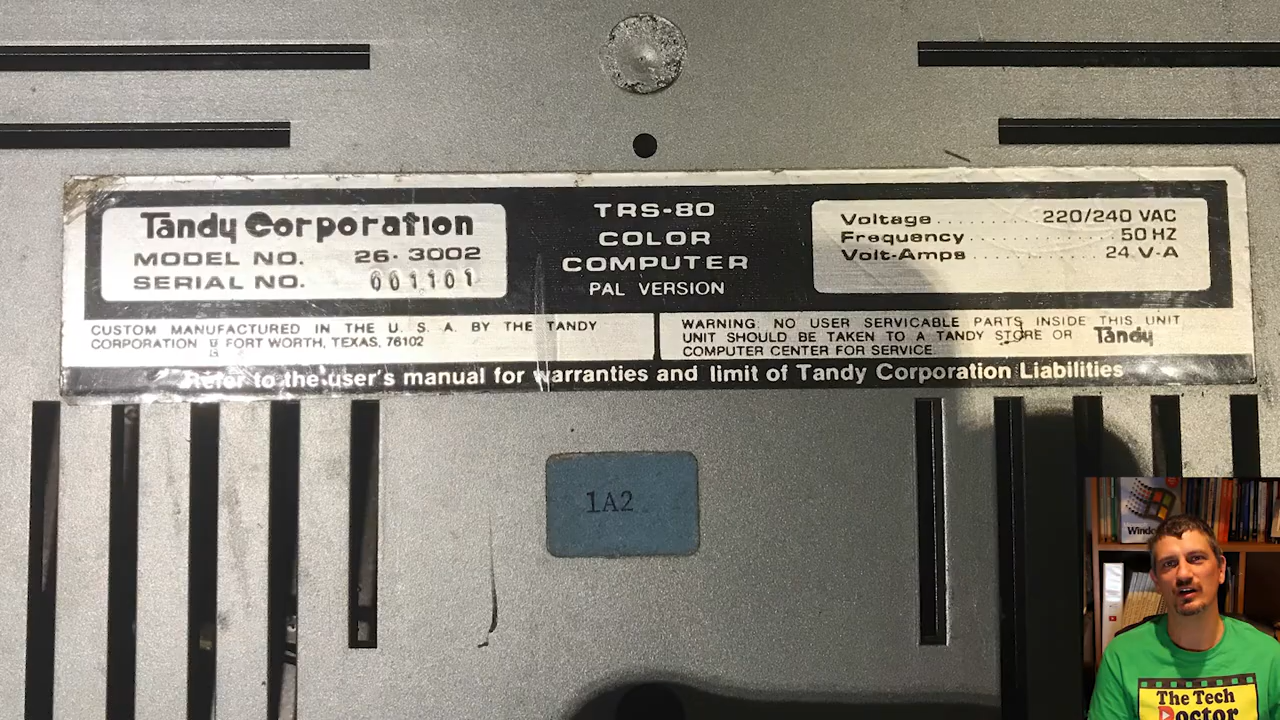 Tandy Corporation
MODEL NO. 26-3002
SERIAL NO. 001101
TRS-80
COLOR
COMPUTER
PAL VERSION
Voltage ............ 220/240 VAC
Frequency ............... 50 HZ
Volt-Amps ............ 24 V-A
CUSTOM MANUFACTURED IN THE U. S. A. BY THE TANDY
CORPORATION FORT WORTH, TEXAS, 76102
WARNING: NO USER SERVICABLE PARTS INSIDE THIS UNIT
UNIT SHOULD BE TAKEN TO A TANDY STORE OR Tandy
COMPUTER CENTER FOR SERVICE.
Refer to the user's manual for warranties and limit of Tandy Corporation Liabilities
1A2
The Tech
Doctor